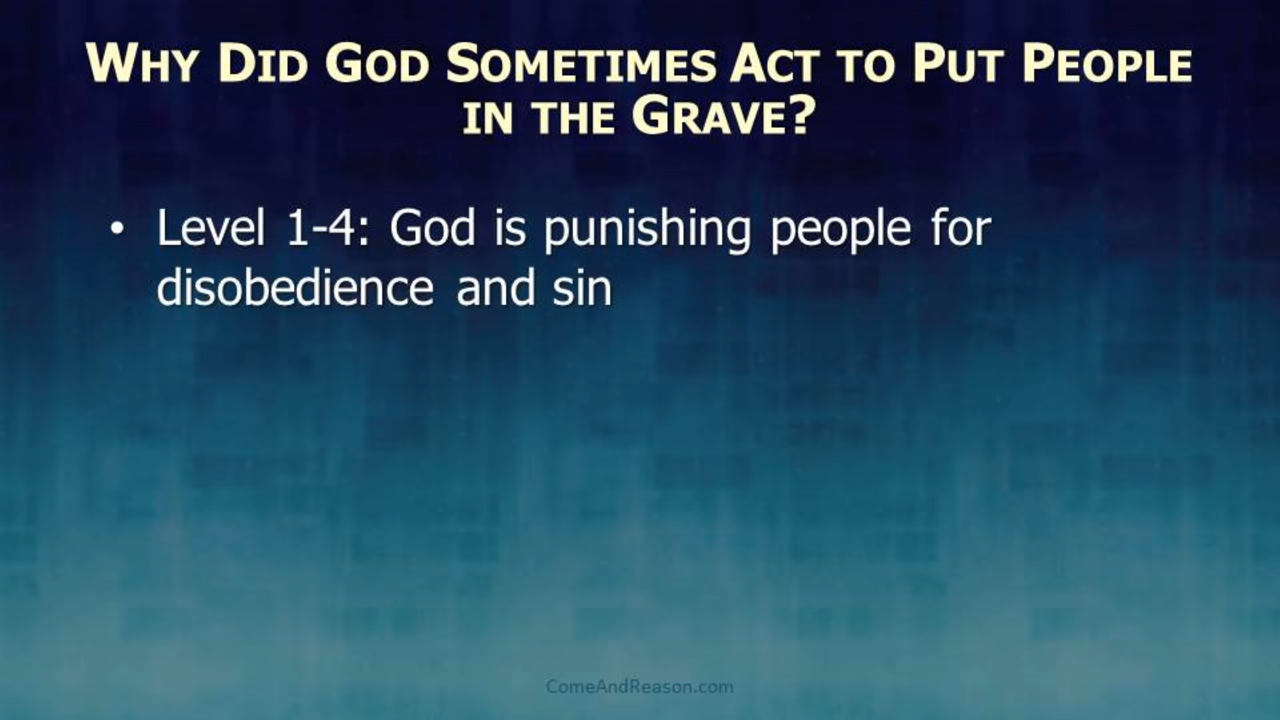 Why Did God Sometimes Act to Put People
in the Grave?
• Level 1-4: God is punishing people for
disobedience and sin
ComeAndReason.com